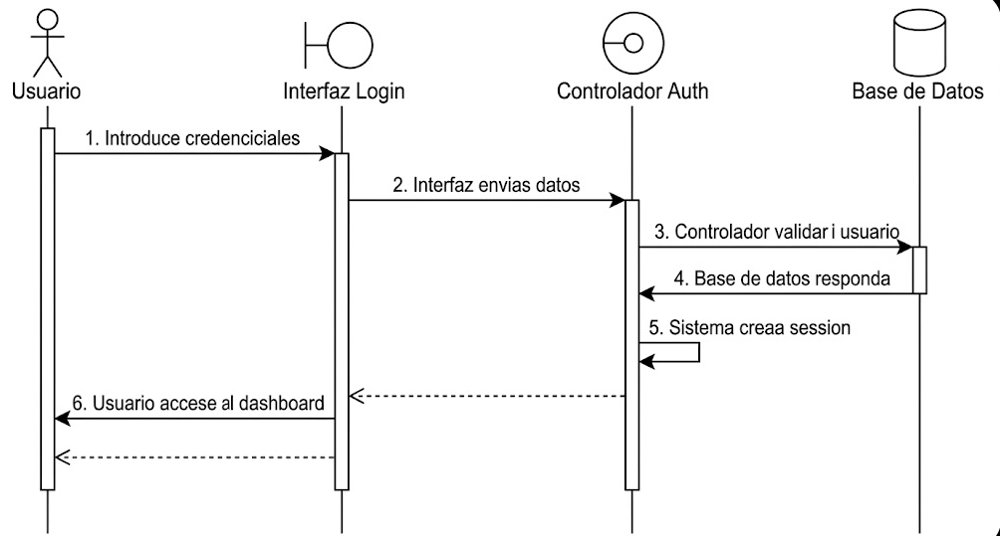 Usuario
Interfaz Login
Controlador Auth
Base de Datos
1. Introduce credenciciales
2. Interfaz envias datos
3. Controlador validar i usuario
4. Base de datos responda
5. Sistema creaa session
6. Usuario accese al dashboard